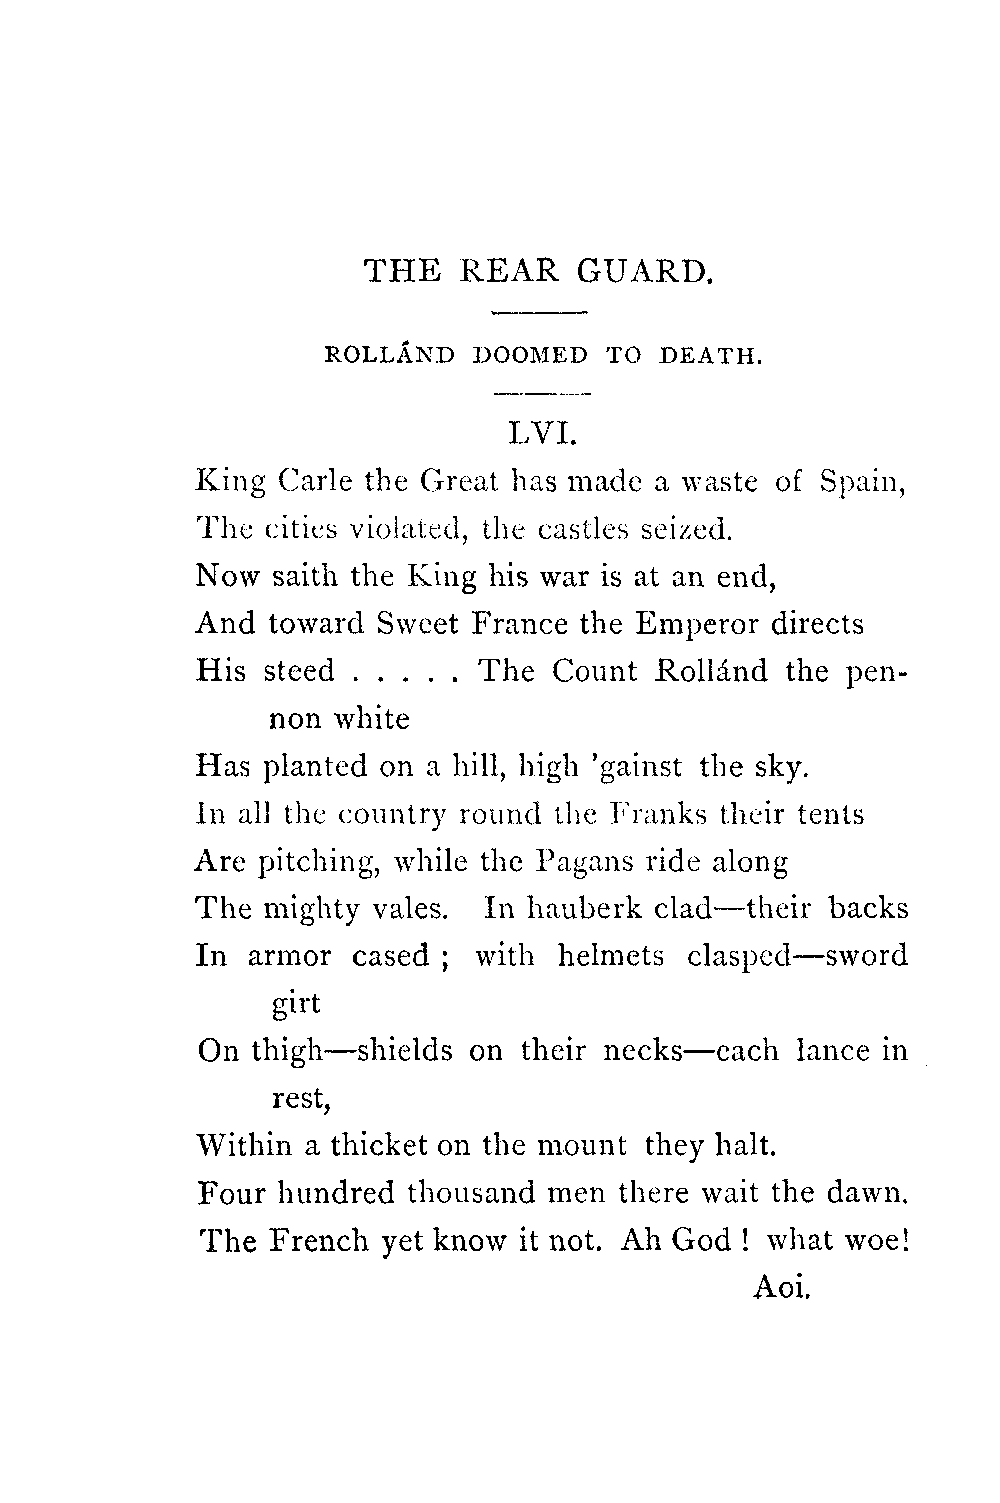 THE REAR GUARD.
ROLLÁND DOOMED TO DEATH.
LVI.
King Carle the Great has made a waste of Spain,
The cities violated, the castles seized.
Now saith the King his war is at an end,
And toward Sweet France the Emperor directs
His steed . . . . . The Count Rollánd the pen-
non white
Has planted on a hill, high 'gainst the sky.
In all the country round the Franks their tents
Are pitching, while the Pagans ride along
The mighty vales. In hauberk clad—their backs
In armor cased ; with helmets clasped—sword
girt
On thigh—shields on their necks—each lance in
rest,
Within a thicket on the mount they halt.
Four hundred thousand men there wait the dawn.
The French yet know it not. Ah God ! what woe!
Aoi.